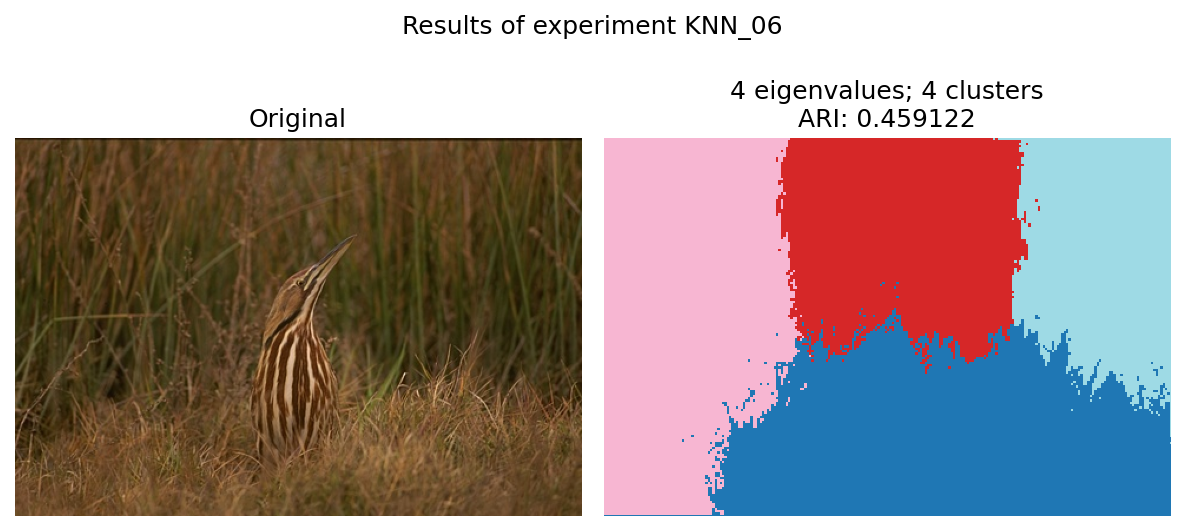 Results of experiment KNN_06
Original
4 eigenvalues; 4 clusters
ARI: 0.459122